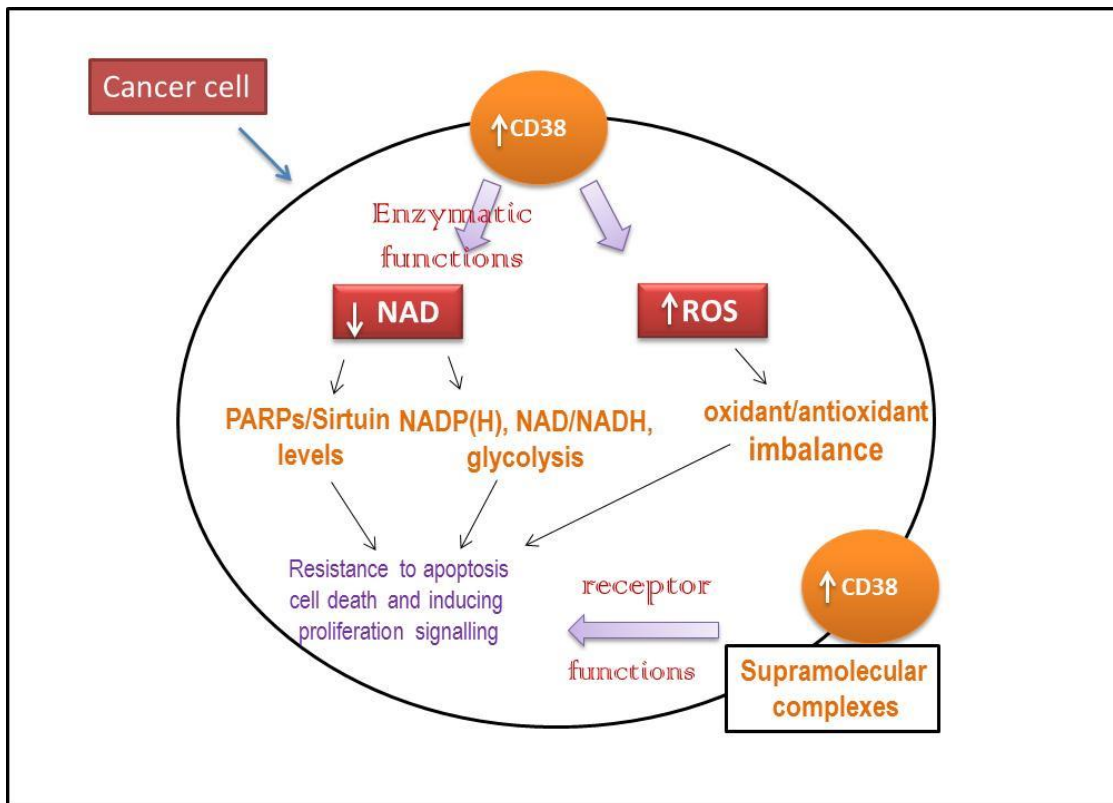 Cancer cell
↑CD38
Enzymatic
functions
↓ NAD
↑ROS
PARPs/Sirtuin
levels
NADP(H), NAD/NADH,
glycolysis
oxidant/antioxidant
imbalance
Resistance to apoptosis
cell death and inducing
proliferation signalling
receptor
functions
↑ CD38
Supramolecular
complexes